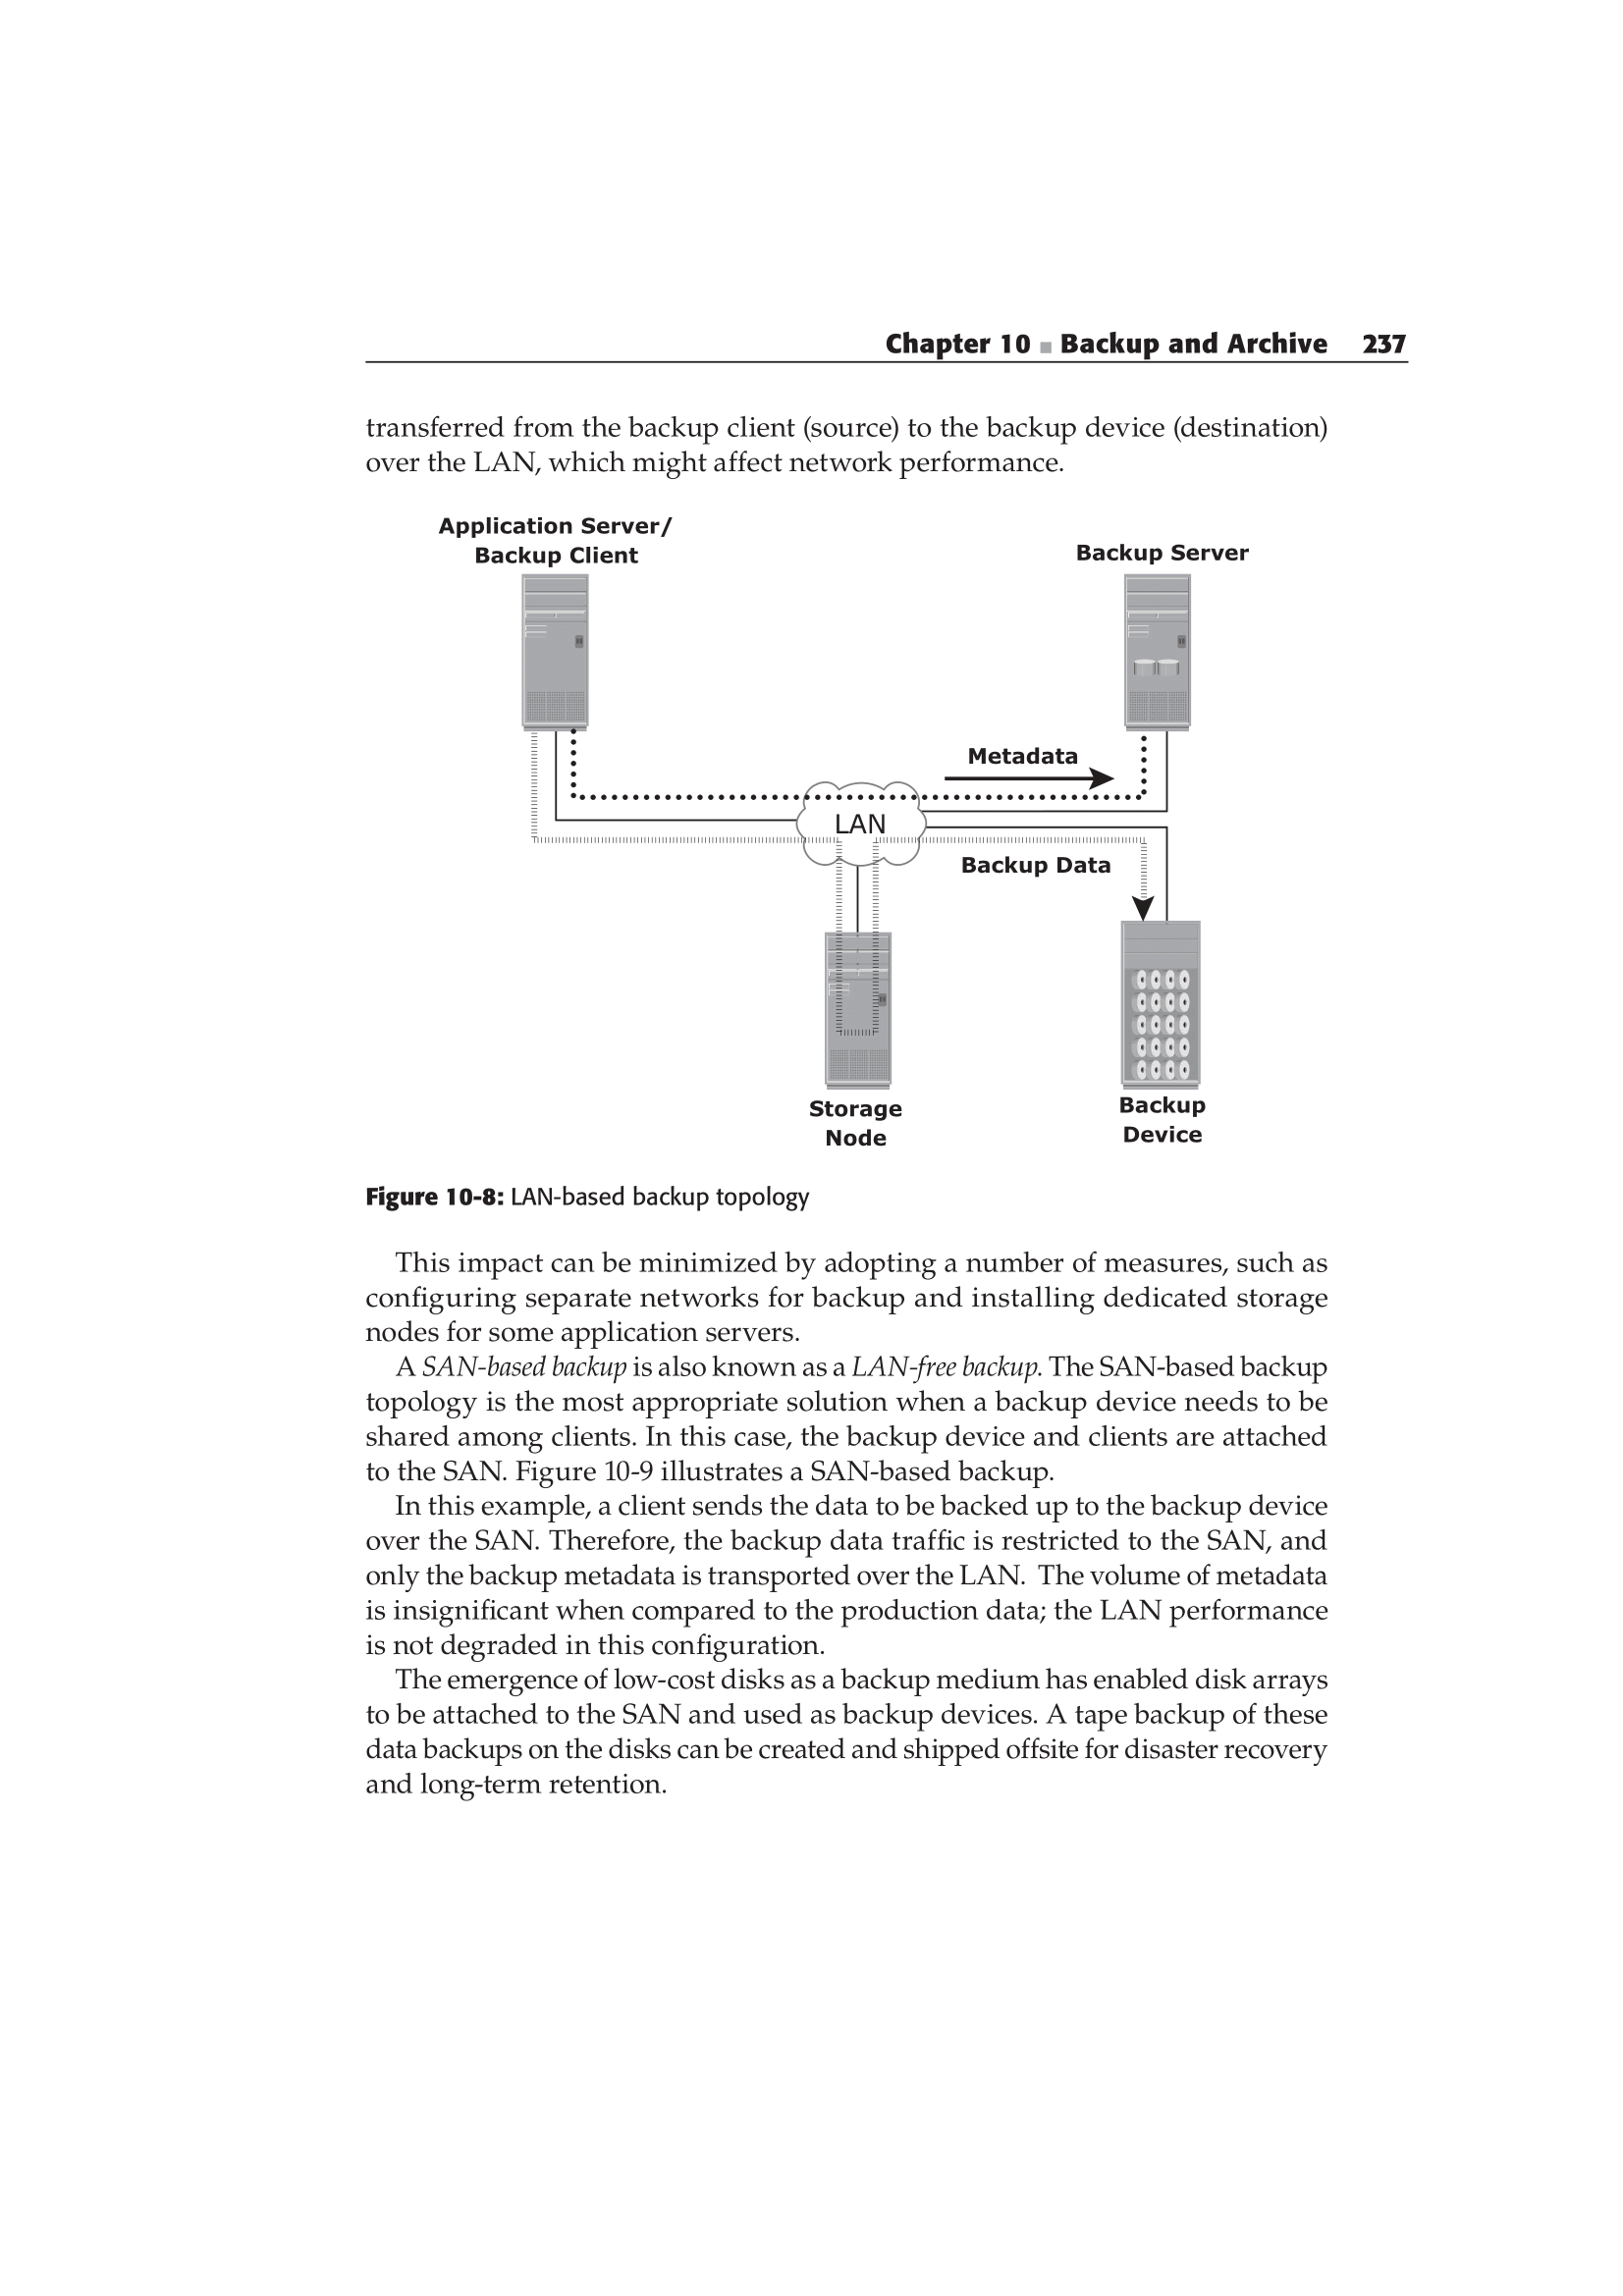 Chapter 10 ■ Backup and Archive 237
transferred from the backup client (source) to the backup device (destination)
over the LAN, which might affect network performance.
Application Server/
Backup Client
Backup Server
Metadata
LAN
Backup Data
Storage
Node
Backup
Device
Figure 10-8: LAN-based backup topology
This impact can be minimized by adopting a number of measures, such as
configuring separate networks for backup and installing dedicated storage
nodes for some application servers.
A SAN-based backup is also known as a LAN-free backup. The SAN-based backup
topology is the most appropriate solution when a backup device needs to be
shared among clients. In this case, the backup device and clients are attached
to the SAN. Figure 10-9 illustrates a SAN-based backup.
In this example, a client sends the data to be backed up to the backup device
over the SAN. Therefore, the backup data traffic is restricted to the SAN, and
only the backup metadata is transported over the LAN. The volume of metadata
is insignificant when compared to the production data; the LAN performance
is not degraded in this configuration.
The emergence of low-cost disks as a backup medium has enabled disk arrays
to be attached to the SAN and used as backup devices. A tape backup of these
data backups on the disks can be created and shipped offsite for disaster recovery
and long-term retention.